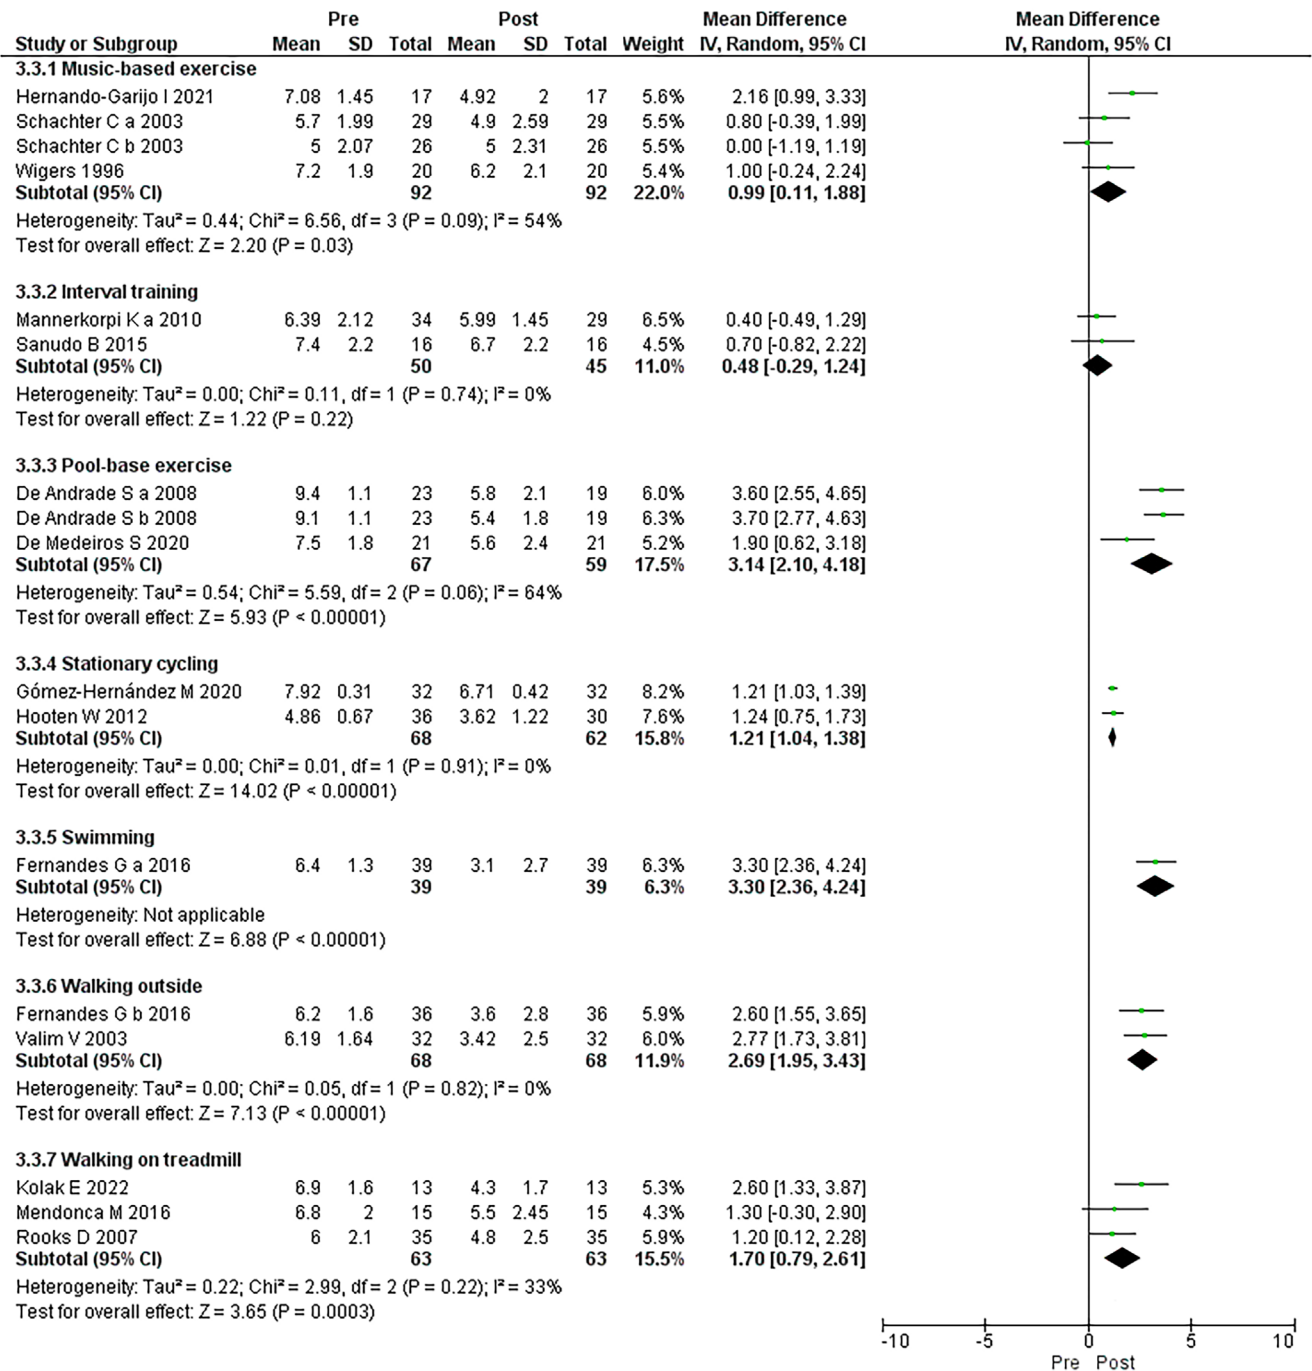 Pre Post Mean Difference Mean Difference
Study or Subgroup Mean SD Total Mean SD Total Weight IV, Random, 95% CI IV, Random, 95% CI
3.3.1 Music-based exercise
Hernando-Garijo I 2021 7.08 1.45 17 4.92 2 17 5.6% 2.16 [0.99, 3.33]
Schachter C a 2003 5.7 1.99 29 4.9 2.59 29 5.5% 0.80 [-0.39, 1.99]
Schachter C b 2003 5 2.07 26 5 2.31 26 5.5% 0.00 [-1.19, 1.19]
Wigers 1996 7.2 1.9 20 6.2 2.1 20 5.4% 1.00 [-0.24, 2.24]
Subtotal (95% CI) 92 92 22.0% 0.99 [0.11, 1.88]
Heterogeneity: Tau² = 0.44; Chi² = 6.56, df = 3 (P = 0.09); I² = 54%
Test for overall effect: Z = 2.20 (P = 0.03)
3.3.2 Interval training
Mannerkorpi K a 2010 6.39 2.12 34 5.99 1.45 29 6.5% 0.40 [-0.49, 1.29]
Sanudo B 2015 7.4 2.2 16 6.7 2.2 16 4.5% 0.70 [-0.82, 2.22]
Subtotal (95% CI) 50 45 11.0% 0.48 [-0.29, 1.24]
Heterogeneity: Tau² = 0.00; Chi² = 0.11, df = 1 (P = 0.74); I² = 0%
Test for overall effect: Z = 1.22 (P = 0.22)
3.3.3 Pool-base exercise
De Andrade S a 2008 9.4 1.1 23 5.8 2.1 19 6.0% 3.60 [2.55, 4.65]
De Andrade S b 2008 9.1 1.1 23 5.4 1.8 19 6.3% 3.70 [2.77, 4.63]
De Medeiros S 2020 7.5 1.8 21 5.6 2.4 21 5.2% 1.90 [0.62, 3.18]
Subtotal (95% CI) 67 59 17.5% 3.14 [2.10, 4.18]
Heterogeneity: Tau² = 0.54; Chi² = 5.59, df = 2 (P = 0.06); I² = 64%
Test for overall effect: Z = 5.93 (P < 0.00001)
3.3.4 Stationary cycling
Gómez-Hernández M 2020 7.92 0.31 32 6.71 0.42 32 8.2% 1.21 [1.03, 1.39]
Hooten W 2012 4.86 0.67 36 3.62 1.22 30 7.6% 1.24 [0.75, 1.73]
Subtotal (95% CI) 68 62 15.8% 1.21 [1.04, 1.38]
Heterogeneity: Tau² = 0.00; Chi² = 0.01, df = 1 (P = 0.91); I² = 0%
Test for overall effect: Z = 14.02 (P < 0.00001)
3.3.5 Swimming
Fernandes G a 2016 6.4 1.3 39 3.1 2.7 39 6.3% 3.30 [2.36, 4.24]
Subtotal (95% CI) 39 39 6.3% 3.30 [2.36, 4.24]
Heterogeneity: Not applicable
Test for overall effect: Z = 6.88 (P < 0.00001)
3.3.6 Walking outside
Fernandes G b 2016 6.2 1.6 36 3.6 2.8 36 5.9% 2.60 [1.55, 3.65]
Valim V 2003 6.19 1.64 32 3.42 2.5 32 6.0% 2.77 [1.73, 3.81]
Subtotal (95% CI) 68 68 11.9% 2.69 [1.95, 3.43]
Heterogeneity: Tau² = 0.00; Chi² = 0.05, df = 1 (P = 0.82); I² = 0%
Test for overall effect: Z = 7.13 (P < 0.00001)
3.3.7 Walking on treadmill
Kolak E 2022 6.9 1.6 13 4.3 1.7 13 5.3% 2.60 [1.33, 3.87]
Mendonca M 2016 6.8 2 15 5.5 2.45 15 4.3% 1.30 [-0.30, 2.90]
Rooks D 2007 6 2.1 35 4.8 2.5 35 5.9% 1.20 [0.12, 2.28]
Subtotal (95% CI) 63 63 15.5% 1.70 [0.79, 2.61]
Heterogeneity: Tau² = 0.22; Chi² = 2.99, df = 2 (P = 0.22); I² = 33%
Test for overall effect: Z = 3.65 (P = 0.0003)
-10 -5 0 5 10
Pre Post